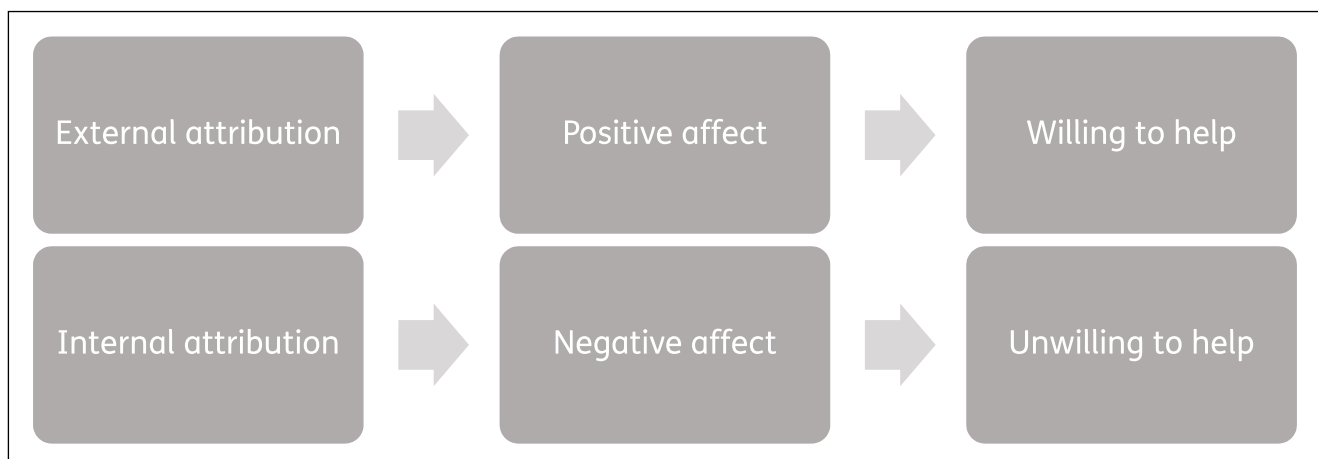 External attribution
Positive affect
Willing to help
Internal attribution
Negative affect
Unwilling to help